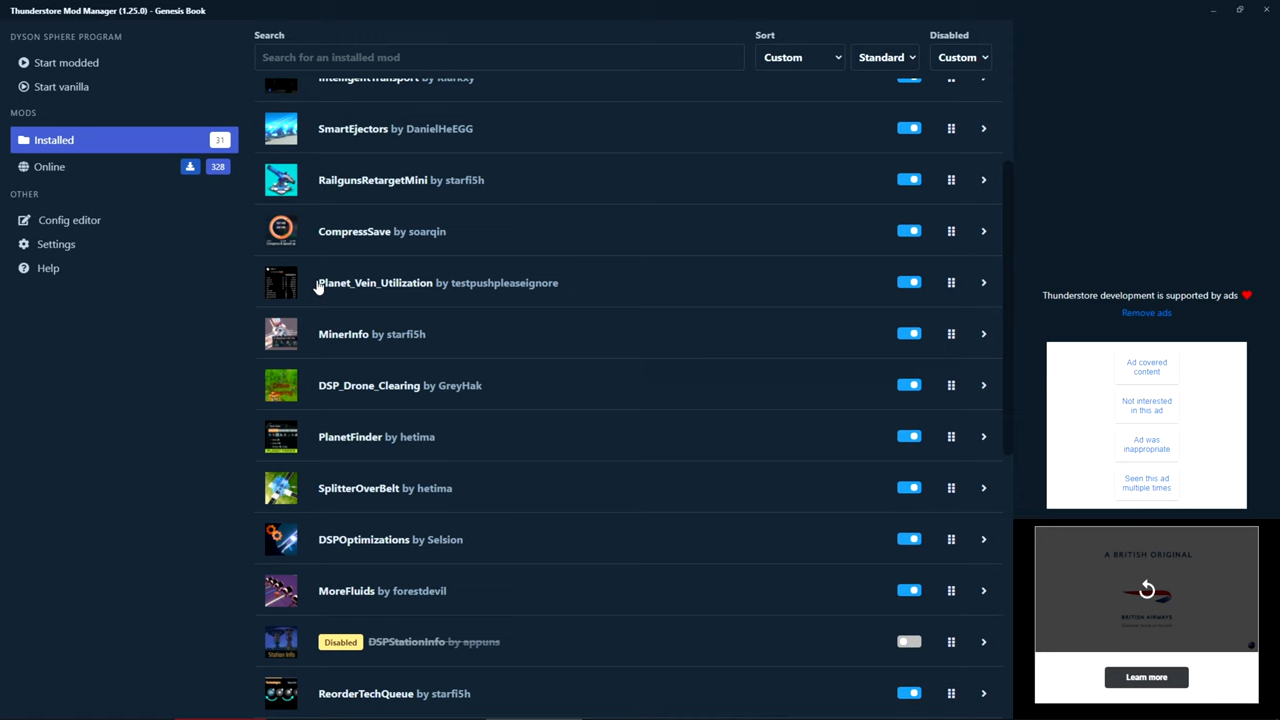 Thunderstore Mod Manager (1.25.0) - Genesis Book
DYSON SPHERE PROGRAM
Start modded
Start vanilla
MODS
Installed 31
Online 328
OTHER
Config editor
Settings
Help
Search
Search for an installed mod
Sort
Custom
Standard
Disabled
Custom
IntelligentTransport by
SmartEjectors by DanielHeEGG
RailgunsRetargetMini by starfi5h
CompressSave by soarqin
Planet_Vein_Utilization by testpushpleaseignore
MinerInfo by starfi5h
DSP_Drone_Clearing by GreyHak
PlanetFinder by hetima
SplitterOverBelt by hetima
DSPOptimizations by Selsion
MoreFluids by forestdevil
Disabled DSPStationInfo by appuns
Station Info
ReorderTechQueue by starfi5h
Thunderstore development is supported by ads
Remove ads
Ad covered
content
Not interested
in this ad
Ad was
inappropriate
Seen this ad
multiple times
A BRITISH ORIGINAL
BRITISH AIRWAYS
Learn more